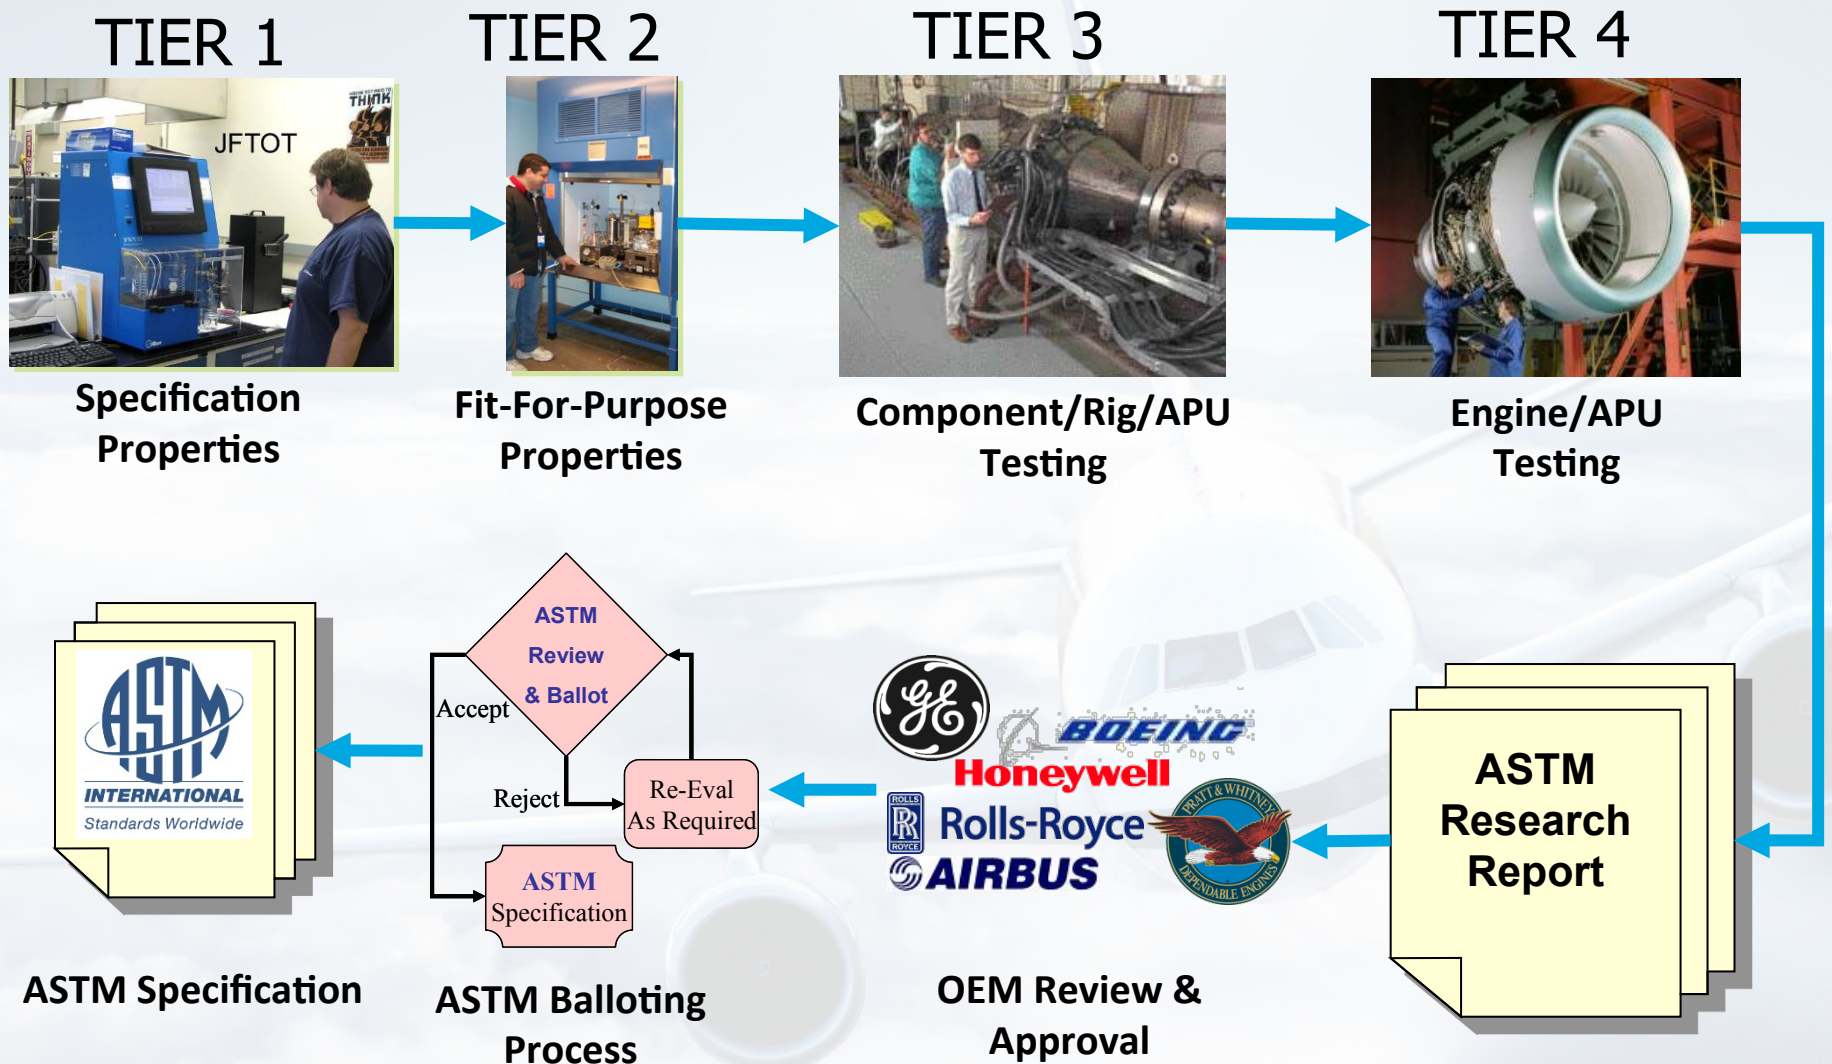 TIER 1
TIER 2
TIER 3
TIER 4
THINK
JFTOT
Specification
Properties
Fit-For-Purpose
Properties
Component/Rig/APU
Testing
Engine/APU
Testing
ASTM
INTERNATIONAL
Standards Worldwide
ASTM
Review
& Ballot
Accept
Reject
Re-Eval
As Required
ASTM
Specification
GE
BOEING
Honeywell
ROLLS
RR
ROYCE
Rolls-Royce
AIRBUS
PRATT & WHITNEY
DEPENDABLE ENGINES
ASTM
Research
Report
ASTM Specification
ASTM Balloting
Process
OEM Review &
Approval